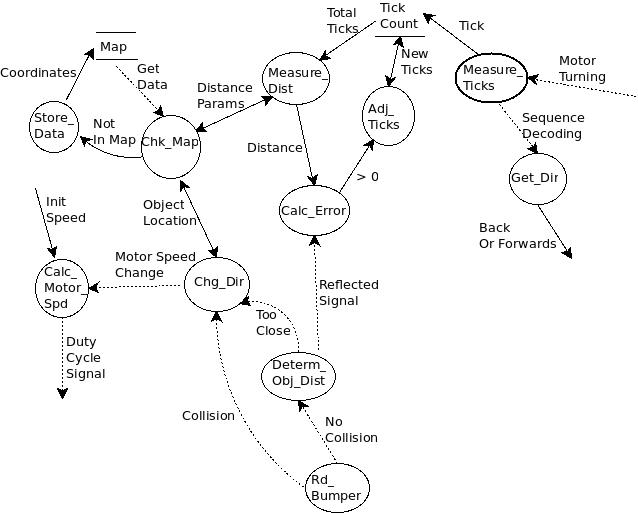 Total
Ticks
Tick
Count
Tick
Map
New
Ticks
Motor
Turning
Coordinates
Get
Data
Distance
Params
Measure_
Dist
Measure_
Ticks
Store_
Data
Not
In Map
Chk_Map
Adj_
Ticks
Sequence
Decoding
Distance
> 0
Get_Dir
Init
Speed
Object
Location
Calc_Error
Back
Or Forwards
Motor Speed
Change
Calc_
Motor_
Spd
Chg_Dir
Reflected
Signal
Too
Close
Duty
Cycle
Signal
Determ_
Obj_Dist
Collision
No
Collision
Rd_
Bumper